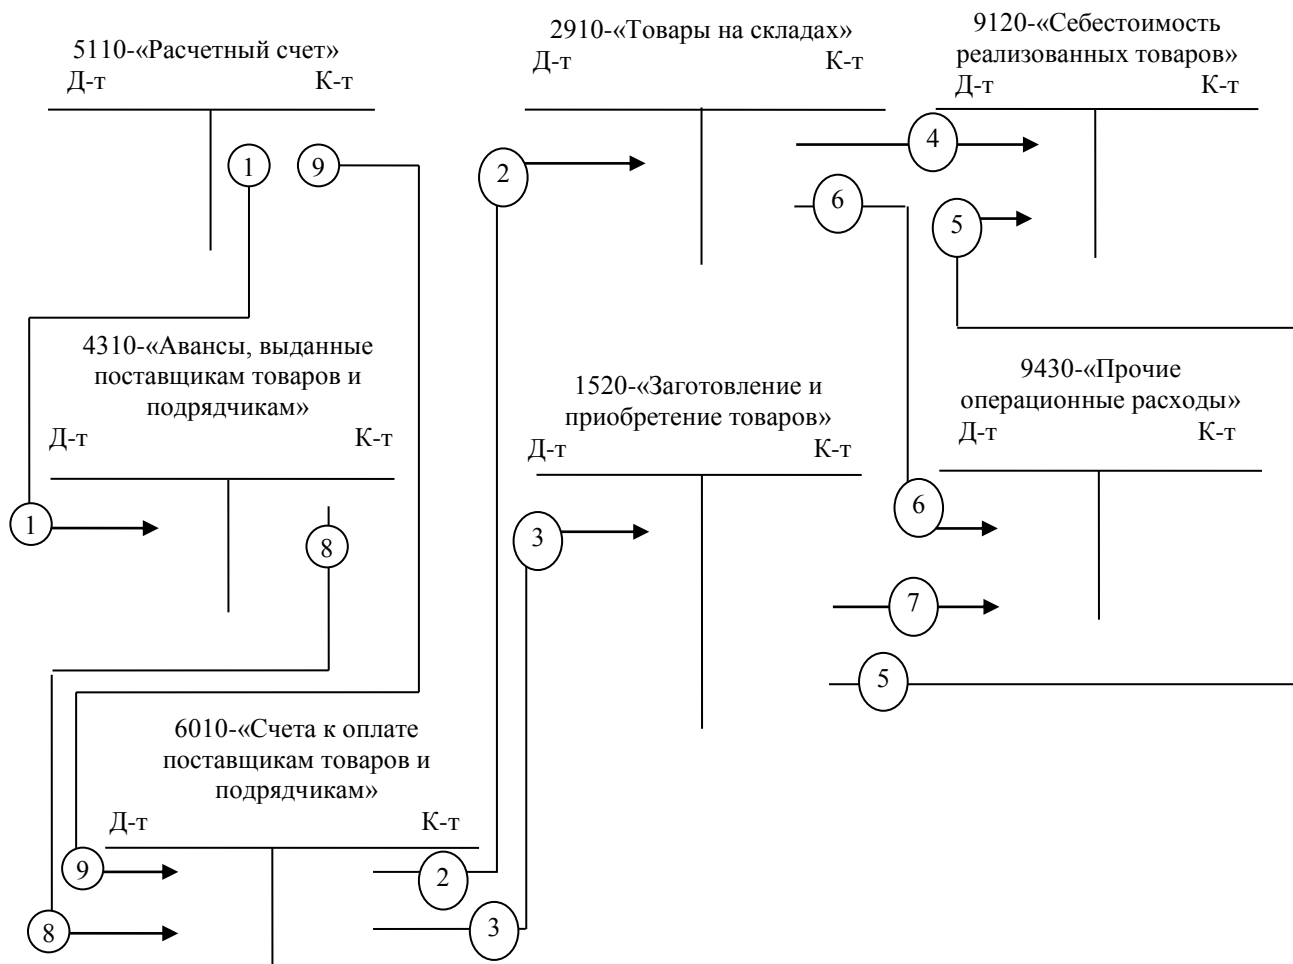 5110-«Расчетный счет»
Д-т К-т
2910-«Товары на складах»
Д-т К-т
9120-«Себестоимость
реализованных товаров»
Д-т К-т
1 9
2
4
6
5
4310-«Авансы, выданные
поставщикам товаров и
подрядчикам»
Д-т К-т
1520-«Заготовление и
приобретение товаров»
Д-т К-т
9430-«Прочие
операционные расходы»
Д-т К-т
1
8
3
6
7
5
6010-«Счета к оплате
поставщикам товаров и
подрядчикам»
Д-т К-т
9
2
8
3